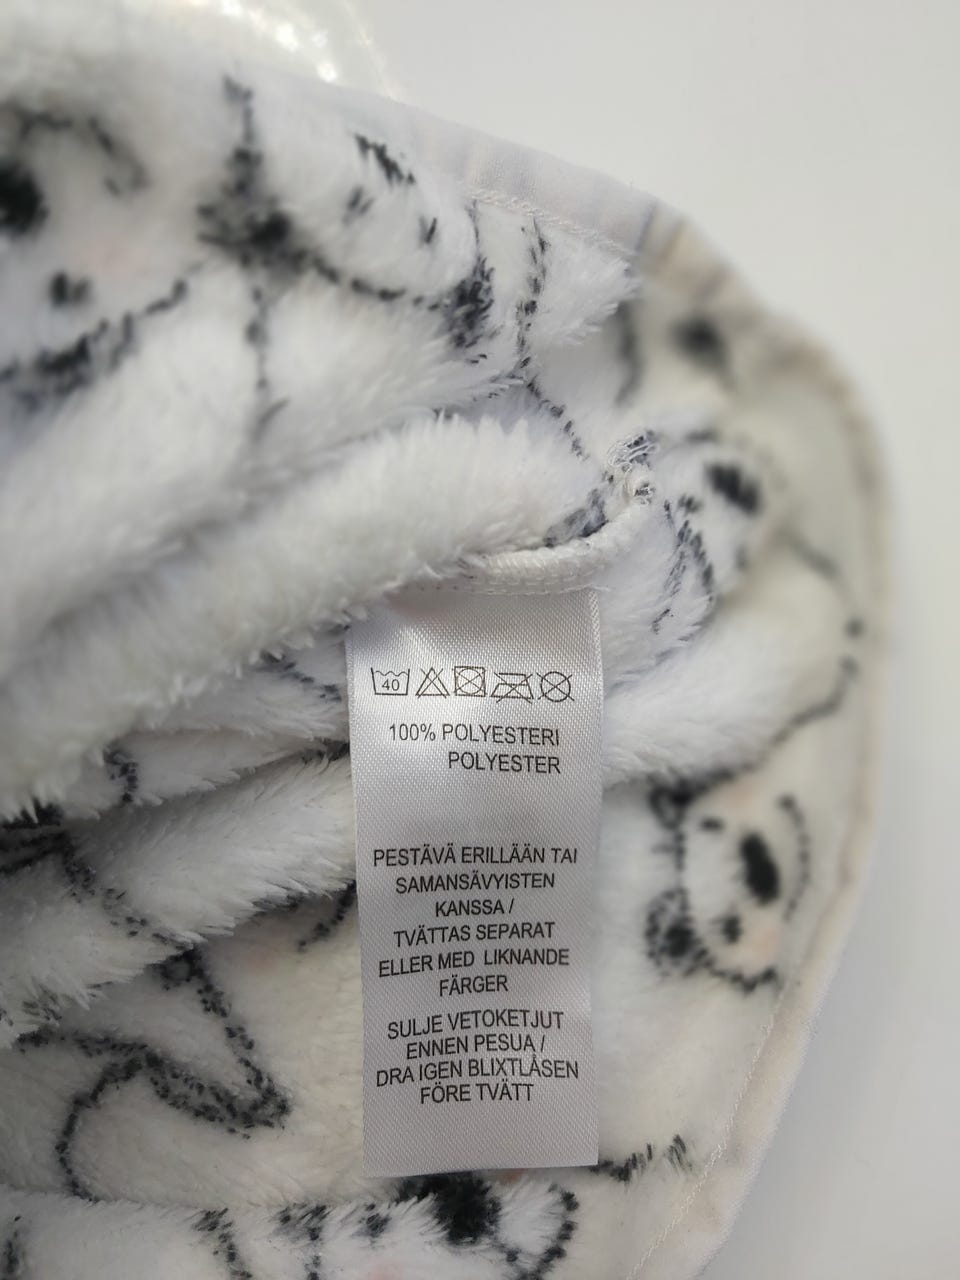 40
100% POLYESTERI
POLYESTER
PESTÄVÄ ERILLÄÄN TAI
SAMANSÄVYISTEN
KANSSA /
TVÄTTAS SEPARAT
ELLER MED LIKNANDE
FÄRGER
SULJE VETOKETJUT
ENNEN PESUA /
DRA IGEN BLIXTLÅSEN
FÖRE TVÄTT